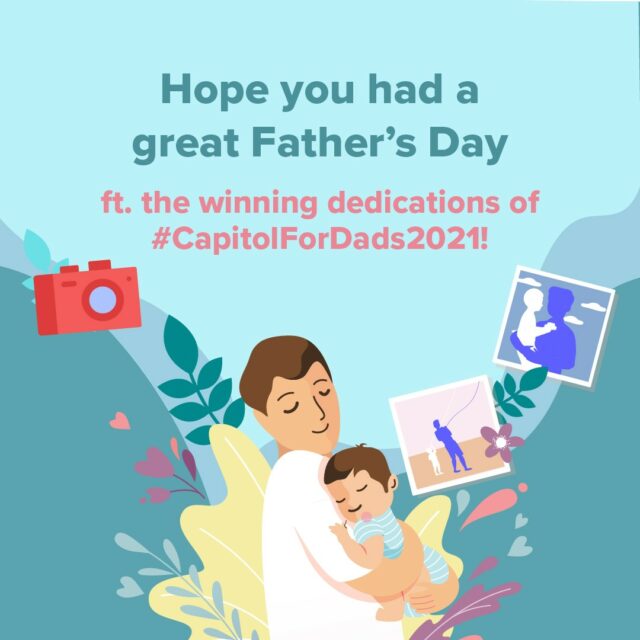 Hope you had a
great Father’s Day
ft. the winning dedications of
#CapitolForDads2021!